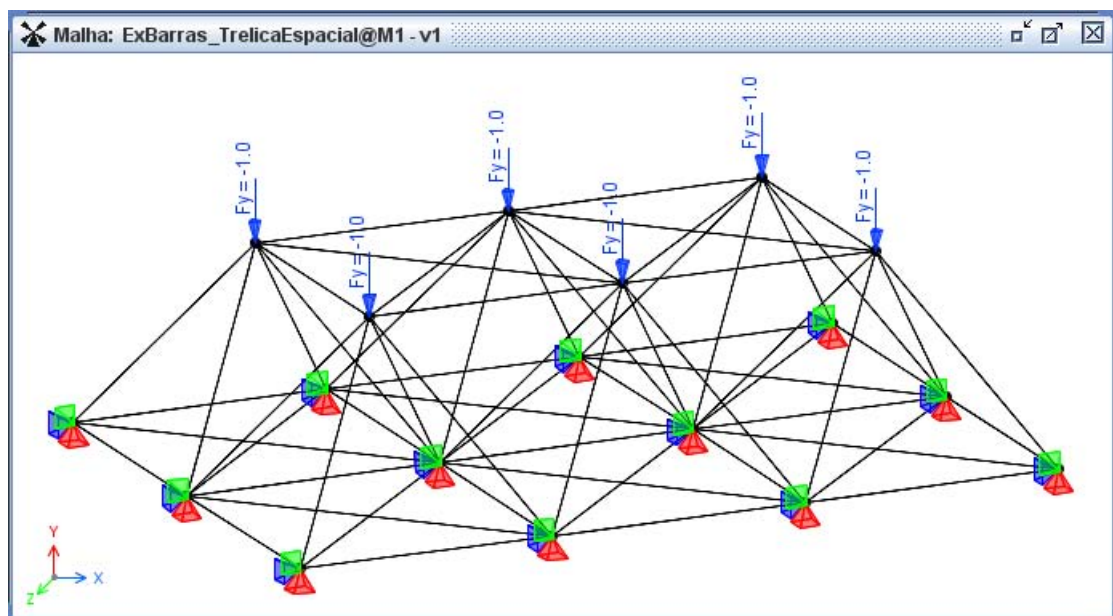 Malha: ExBarras_TrelicaEspacial@M1 - v1
Fy = -1.0
Fy = -1.0
Fy = -1.0
Fy = -1.0
Fy = -1.0
Fy = -1.0
Y
X
Z